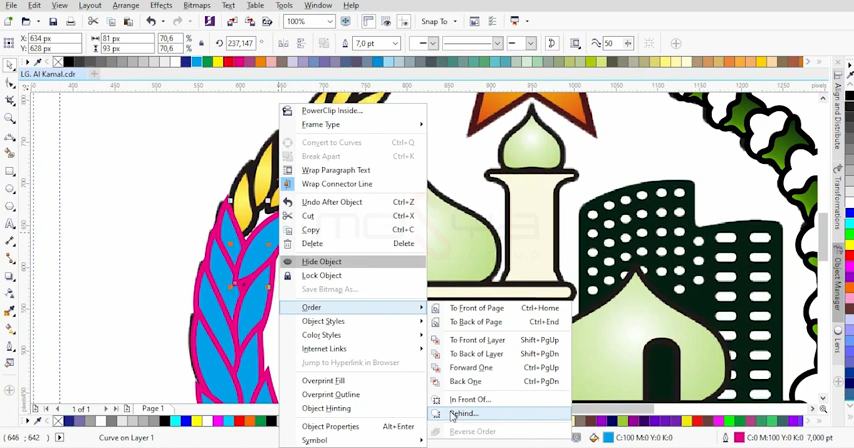 File Edit View Layout Arrange Effects Bitmaps Text Table Tools Window Help
100% Snap To
X: 634 px 81 px 70,6 % 237,147 ° 7,0 pt 50
Y: 628 px 93 px 70,6 %
LG. Al Kamal.cdr
400 450 500 550 600 650 700 750 800 850 900 950 1000 1050 1100 1150 1200 1250 pixels
PowerClip Inside...
Frame Type
Convert to Curves Ctrl+Q
Break Apart Ctrl+K
Wrap Paragraph Text
Wrap Connector Line
Undo After Object Ctrl+Z
Cut Ctrl+X
Copy Ctrl+C
Delete Delete
Hide Object
Lock Object
Save Bitmap As...
Order
Object Styles
Color Styles
Internet Links
Jump to Hyperlink in Browser
Overprint Fill
Overprint Outline
Object Hinting
Object Properties Alt+Enter
Symbol
To Front of Page Ctrl+Home
To Back of Page Ctrl+End
To Front of Layer Shift+PgUp
To Back of Layer Shift+PgDn
Forward One Ctrl+PgUp
Back One Ctrl+PgDn
In Front Of...
Behind...
Reverse Order
Align and Distribute
Transformations
Object Manager
Lens
1 of 1 Page 1
( 646 ; 642 ) Curve on Layer 1 C:100 M:0 Y:0 K:0 C:0 M:100 Y:0 K:0 7,000 pt